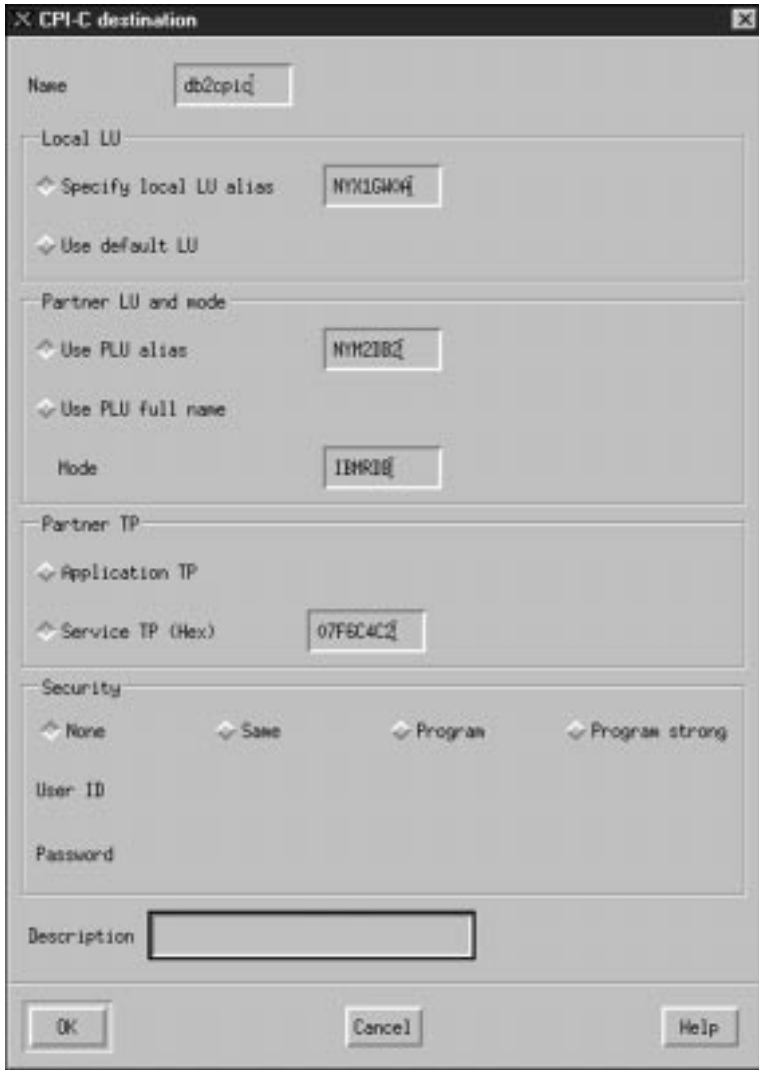 CPI-C destination
Name db2cpic
Local LU
Specify local LU alias NYX1GW0A
Use default LU
Partner LU and mode
Use PLU alias NYM2DB2
Use PLU full name
Mode IBMRDB
Partner TP
Application TP
Service TP (Hex) 07F6C4C2
Security
None Same Program Program strong
User ID
Password
Description
OK Cancel Help